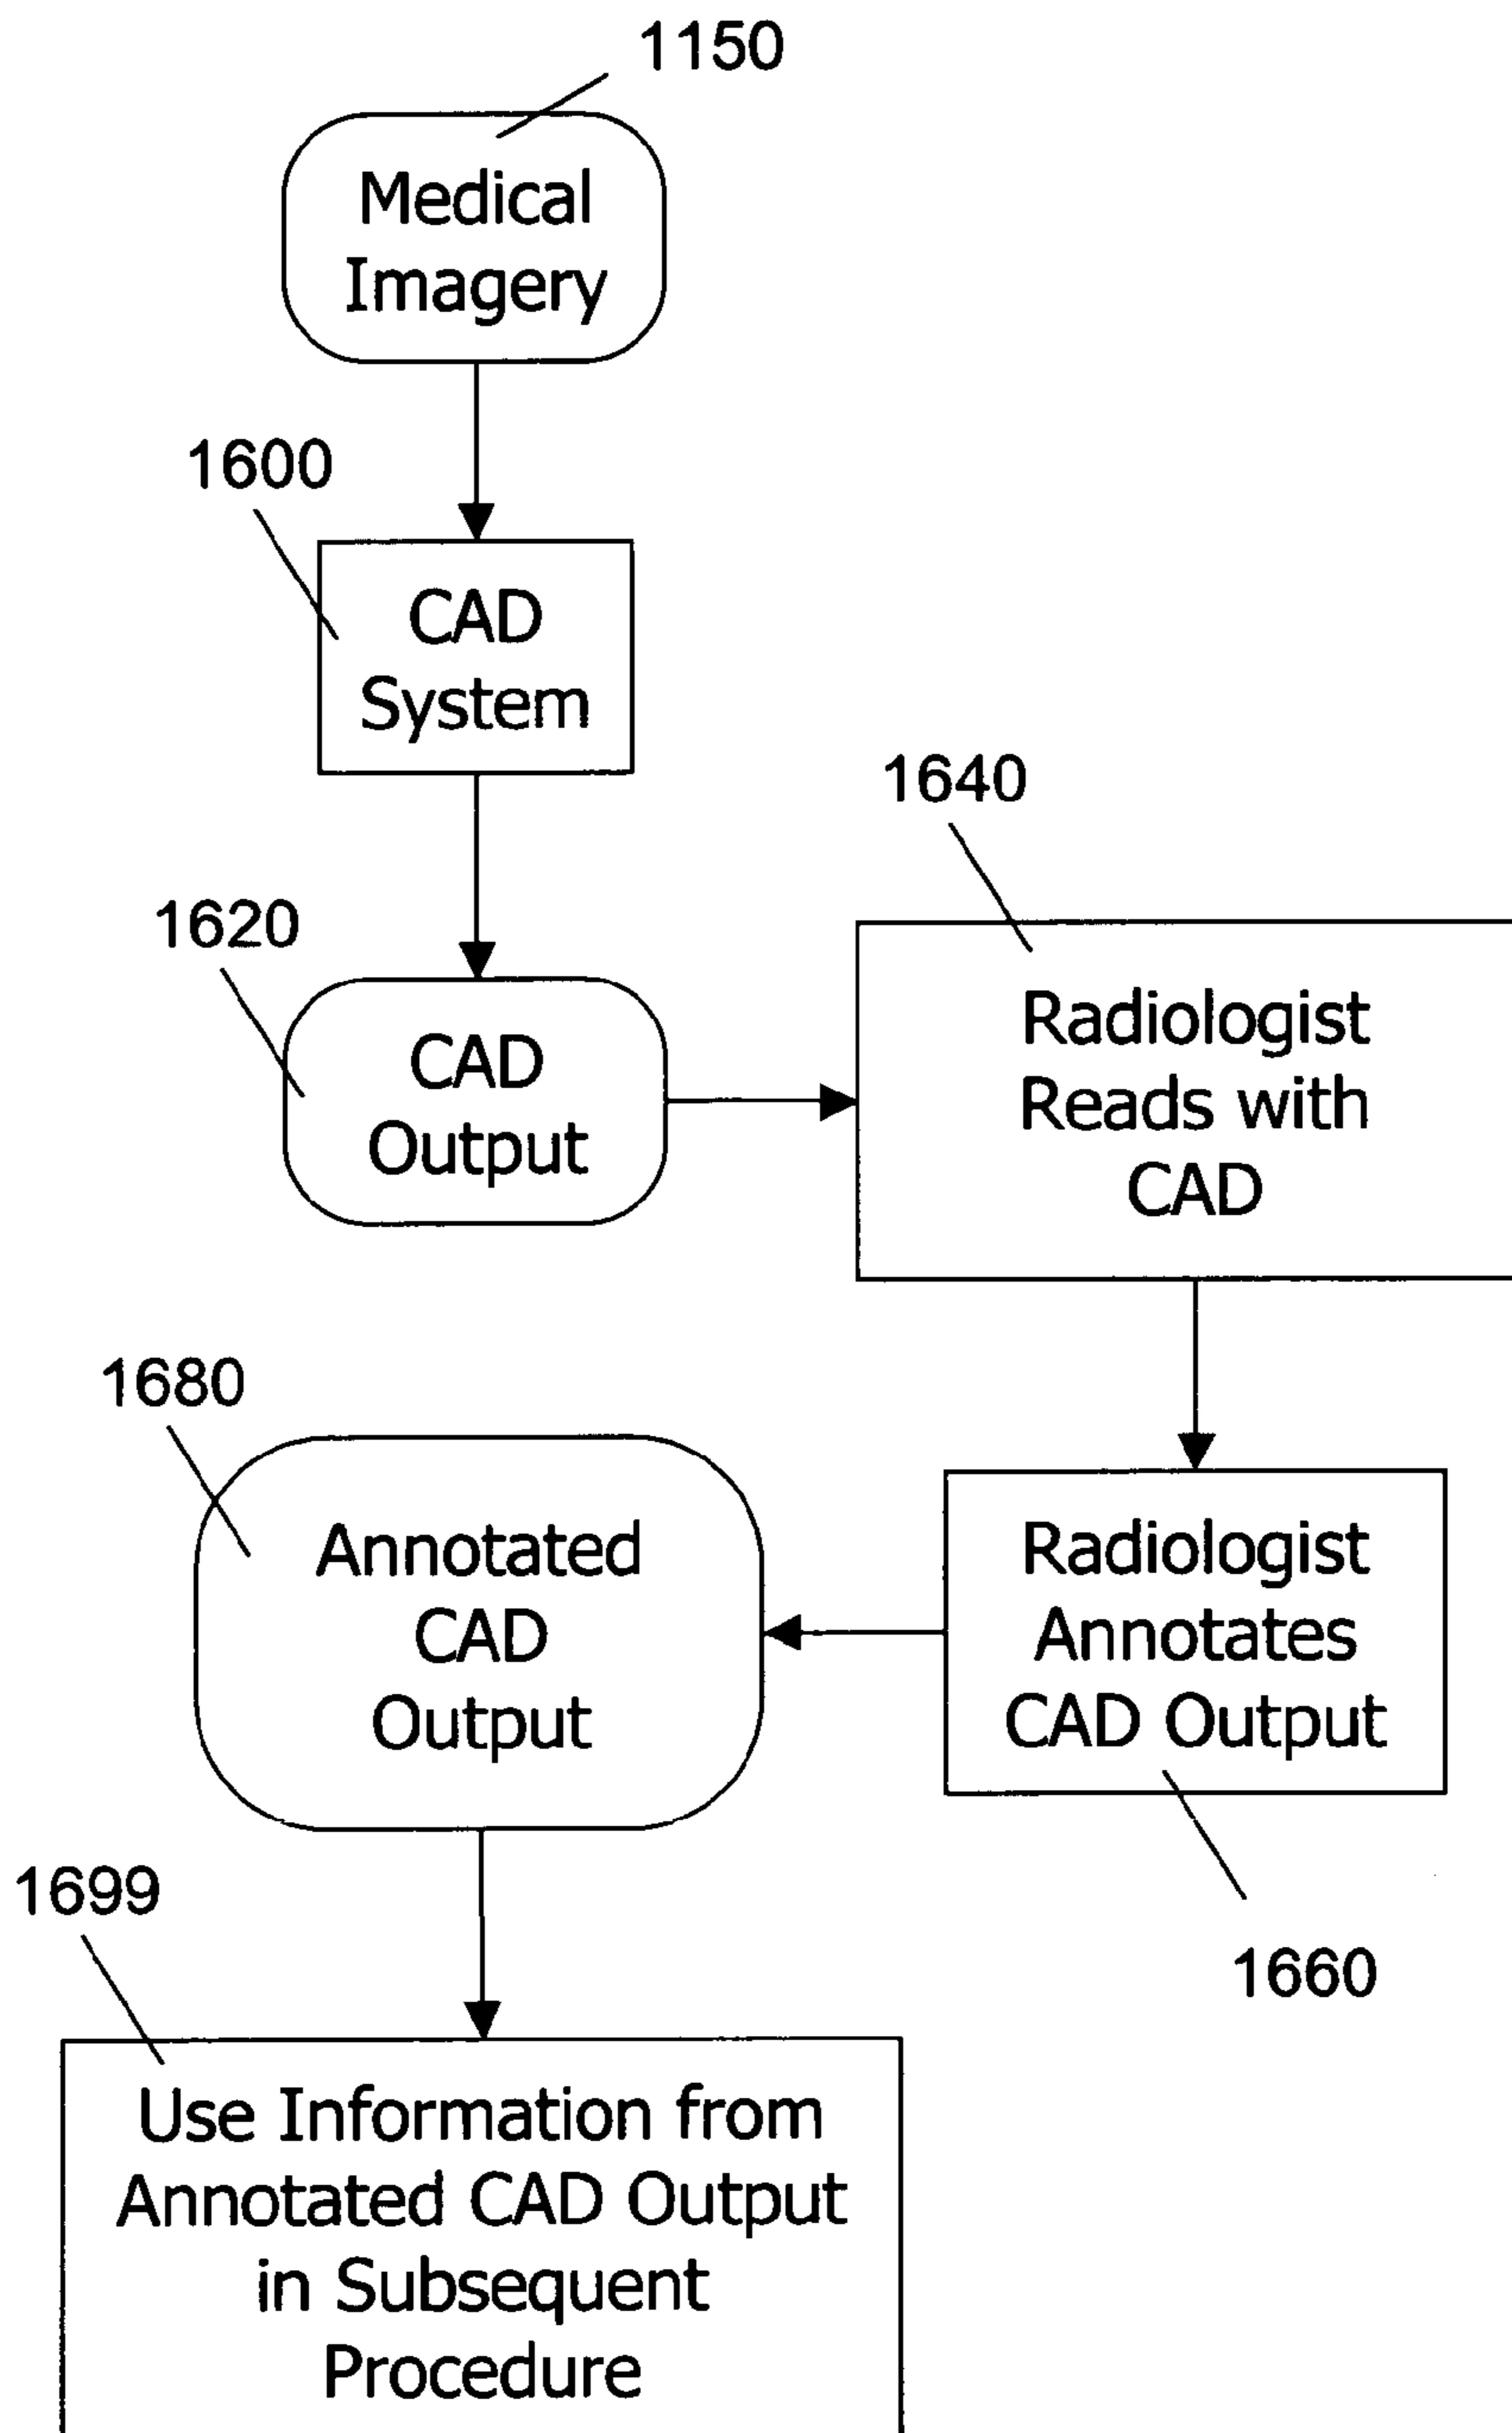 1150
Medical
Imagery
1600
CAD
System
1620
CAD
Output
1640
Radiologist
Reads with
CAD
1660
Radiologist
Annotates
CAD Output
1680
Annotated
CAD
Output
1699
Use Information from
Annotated CAD Output
in Subsequent
Procedure